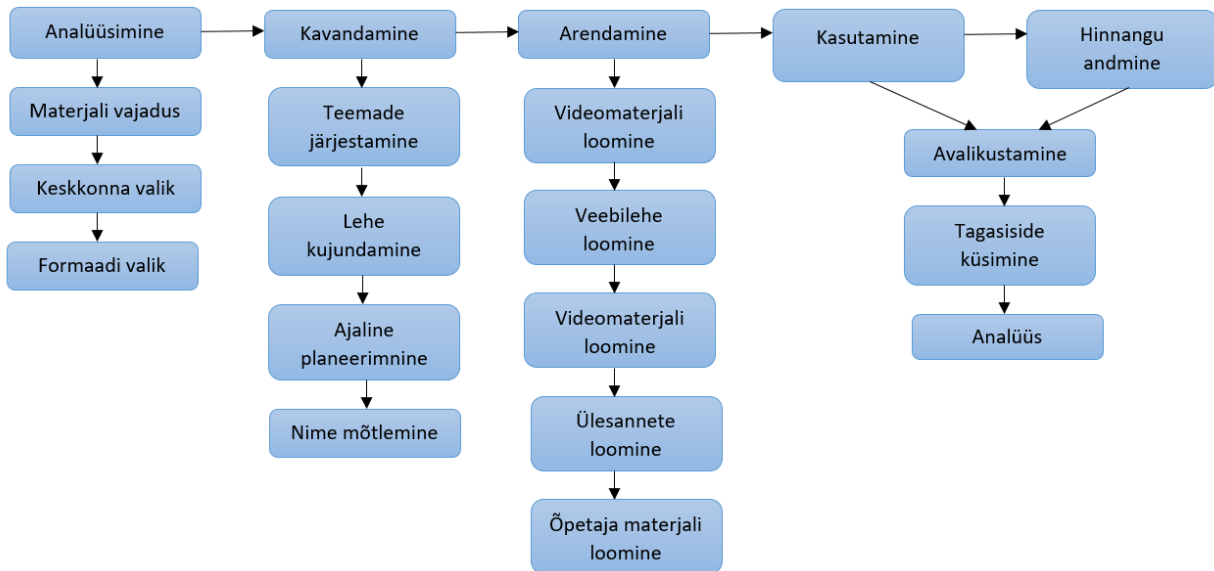 Analüüsimine
Materjali vajadus
Keskkonna valik
Formaadi valik
Kavandamine
Teemade
järjestamine
Lehe
kujundamine
Ajaline
planeerimnine
Nime mõtlemine
Arendamine
Videomaterjali
loomine
Veebilehe
loomine
Videomaterjali
loomine
Ülesannete
loomine
Õpetaja materjali
loomine
Kasutamine
Hinnangu
andmine
Avalikustamine
Tagasiside
küsimine
Analüüs